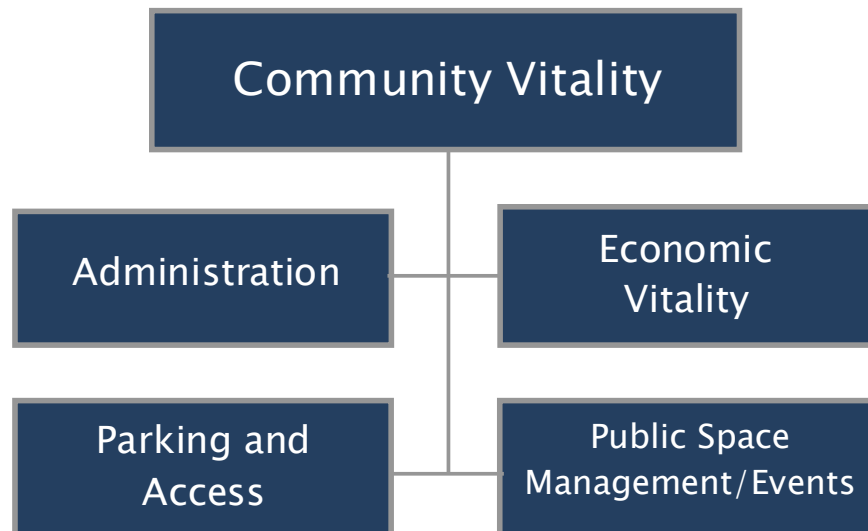 Community Vitality
Administration
Economic
Vitality
Parking and
Access
Public Space
Management/Events